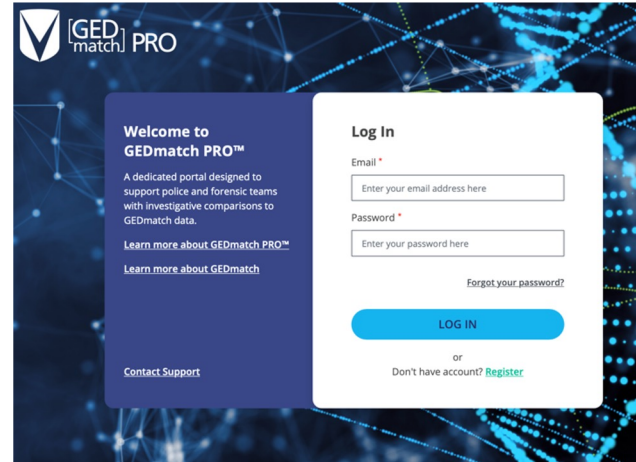 [GED
match] PRO
Welcome to
GEDmatch PRO™
A dedicated portal designed to
support police and forensic teams
with investigative comparisons to
GEDmatch data.
Learn more about GEDmatch PRO™
Learn more about GEDmatch
Contact Support
Log In
Email *
Enter your email address here
Password *
Enter your password here
Forgot your password?
LOG IN
or
Don't have account? Register